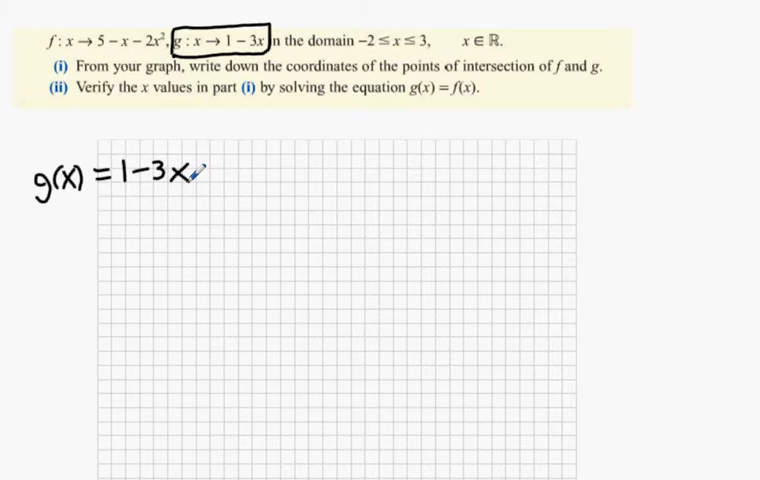 f : x → 5 − x − 2x², g : x → 1 − 3x in the domain −2 ≤ x ≤ 3, x ∈ ℝ.
(i) From your graph, write down the coordinates of the points of intersection of f and g.
(ii) Verify the x values in part (i) by solving the equation g(x) = f(x).
g(x) = 1 − 3x